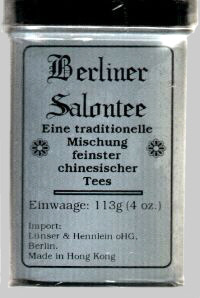 Berliner
Salontee
Eine traditionelle
Mischung
feinster
chinesischer
Tees
Einwaage: 113g (4 oz.)
Import:
Lünser & Hennlein oHG,
Berlin.
Made in Hong Kong